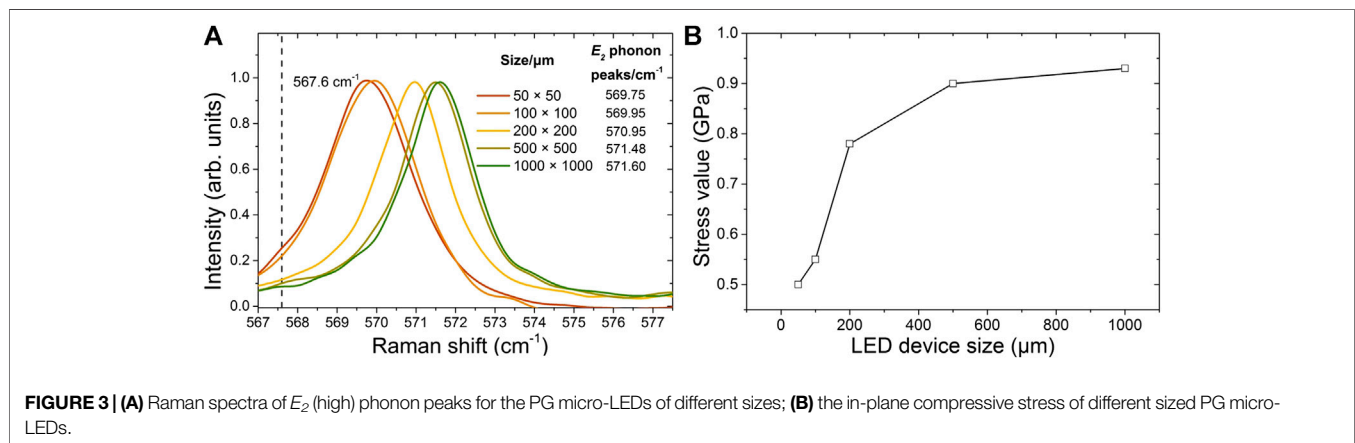 A
567.6 cm-1
Size/µm
E2 phonon
peaks/cm-1
50 × 50 569.75
100 × 100 569.95
200 × 200 570.95
500 × 500 571.48
1000 × 1000 571.60
Intensity (arb. units)
1.0
0.8
0.6
0.4
0.2
0.0
567 568 569 570 571 572 573 574 575 576 577
Raman shift (cm-1)
B
Stress value (GPa)
1.0
0.9
0.8
0.7
0.6
0.5
0 200 400 600 800 1000
LED device size (µm)
FIGURE 3 | (A) Raman spectra of E2 (high) phonon peaks for the PG micro-LEDs of different sizes; (B) the in-plane compressive stress of different sized PG micro-
LEDs.